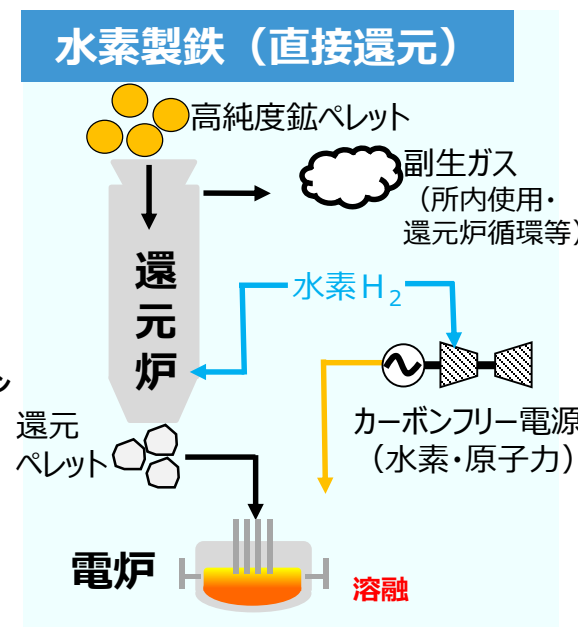 水素製鉄（直接還元）
高純度鉱ペレット
副生ガス
（所内使用・
還元炉循環等）
還
元
炉
水素H2
カーボンフリー電源
（水素・原子力）
ン
還元
ペレット
電炉
溶融